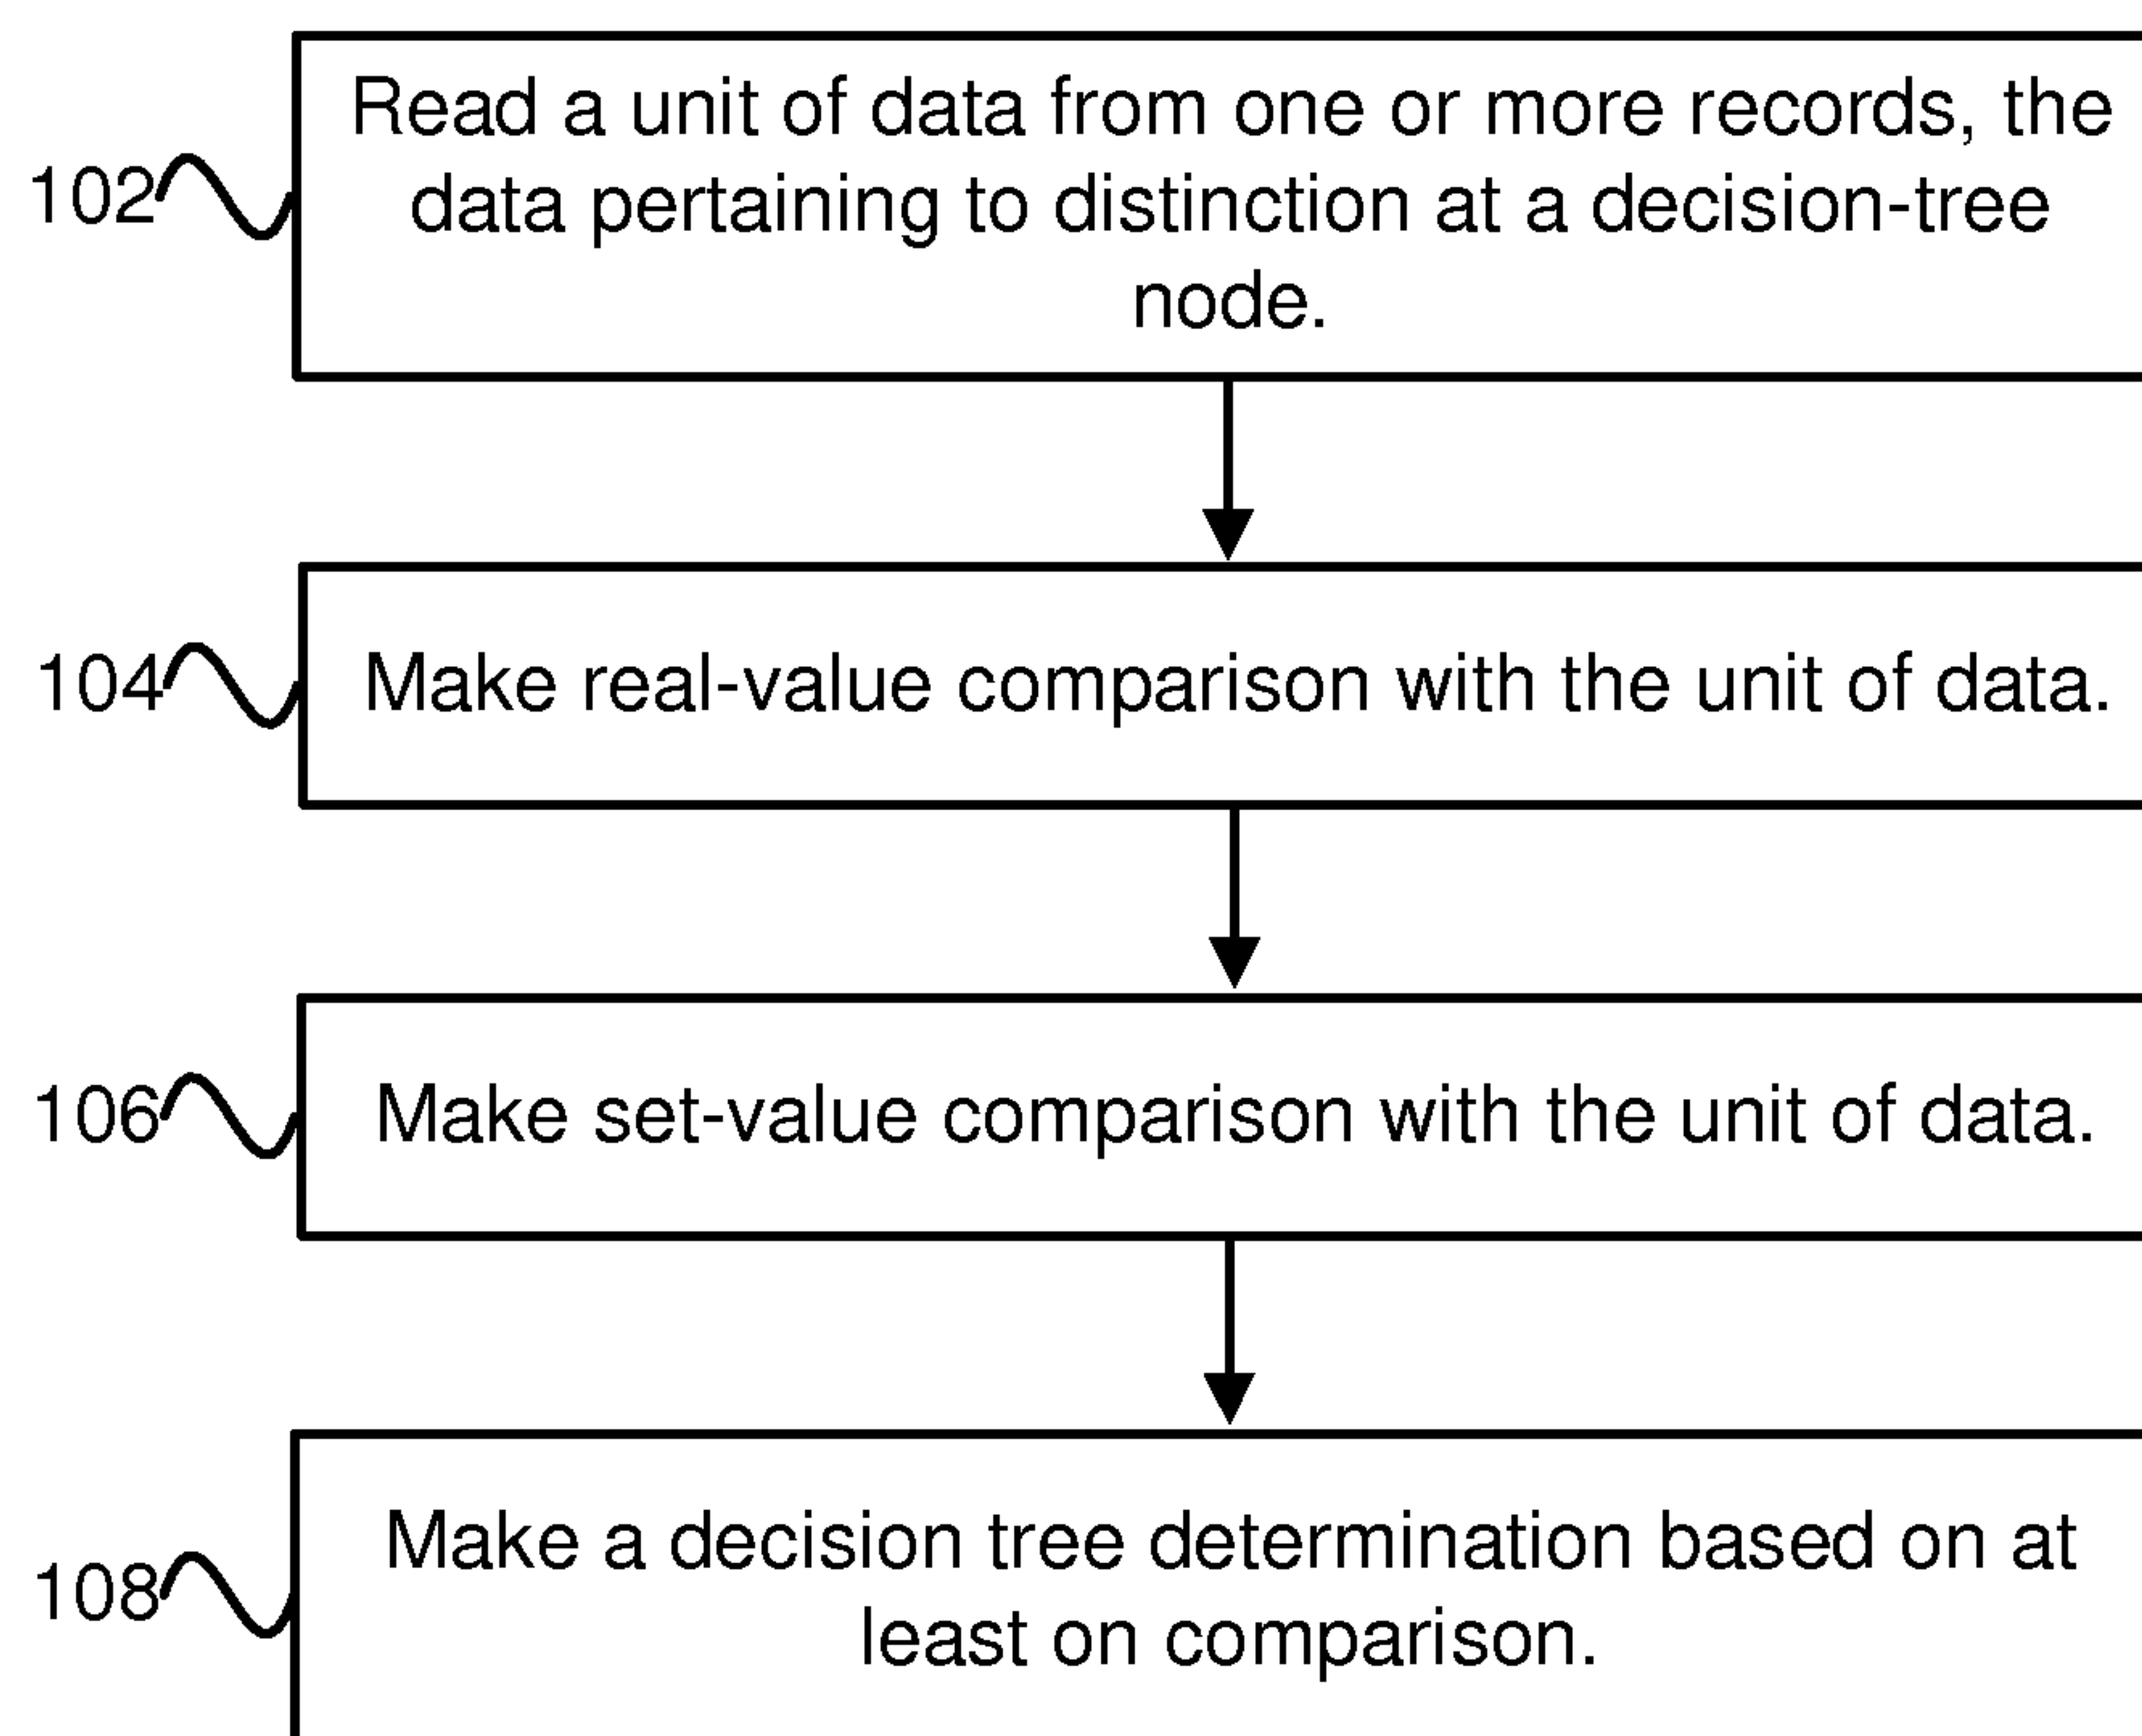 Read a unit of data from one or more records, the
102
data pertaining to distinction at a decision-tree
node.
104
Make real-value comparison with the unit of data.
106
Make set-value comparison with the unit of data.
Make a decision tree determination based on at
108
least on comparison.